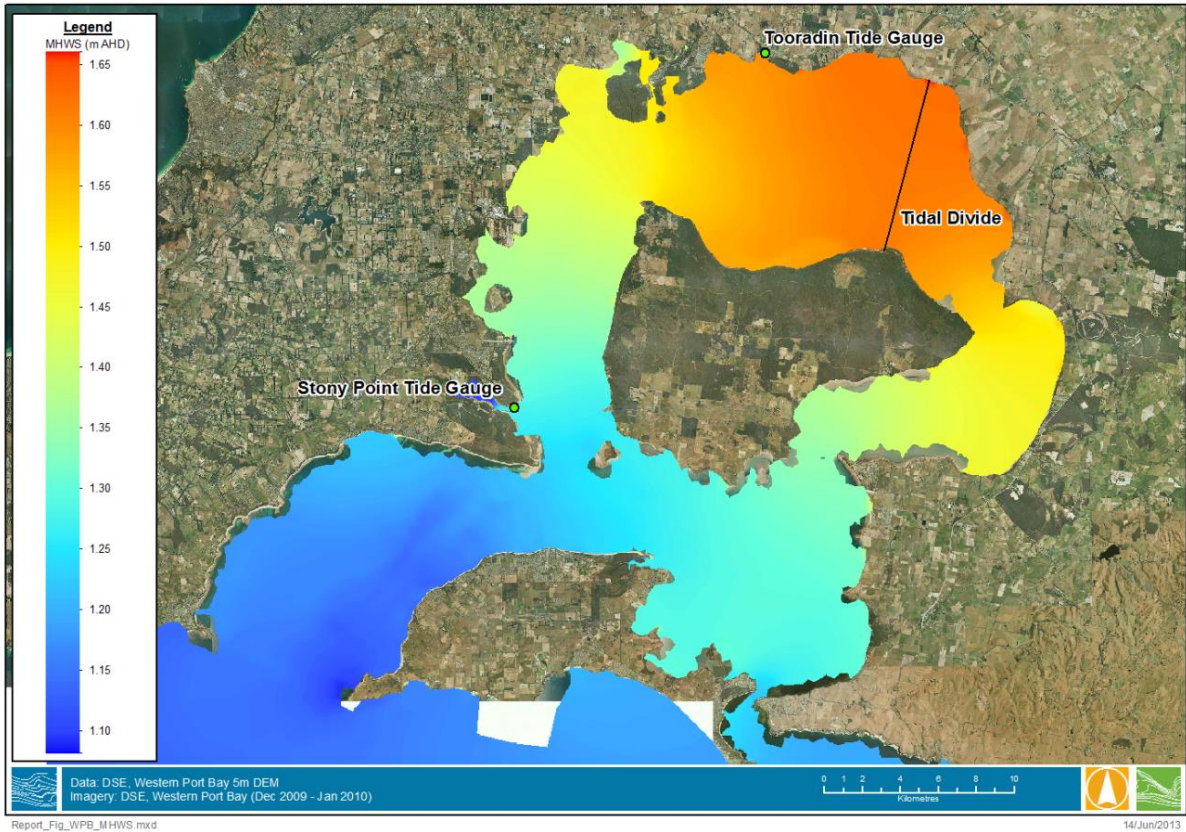 Legend
MHWS (m AHD)
1.65
1.60
1.55
1.50
1.45
1.40
1.35
1.30
1.25
1.20
1.15
1.10
Tooradin Tide Gauge
Tidal Divide
Stony Point Tide Gauge
Data: DSE, Western Port Bay 5m DEM
Imagery: DSE, Western Port Bay (Dec 2009 - Jan 2010)
0 1 2 4 6 8 10
Kilometres
Report_Fig_WPB_MHWS.mxd
14/Jun/2013